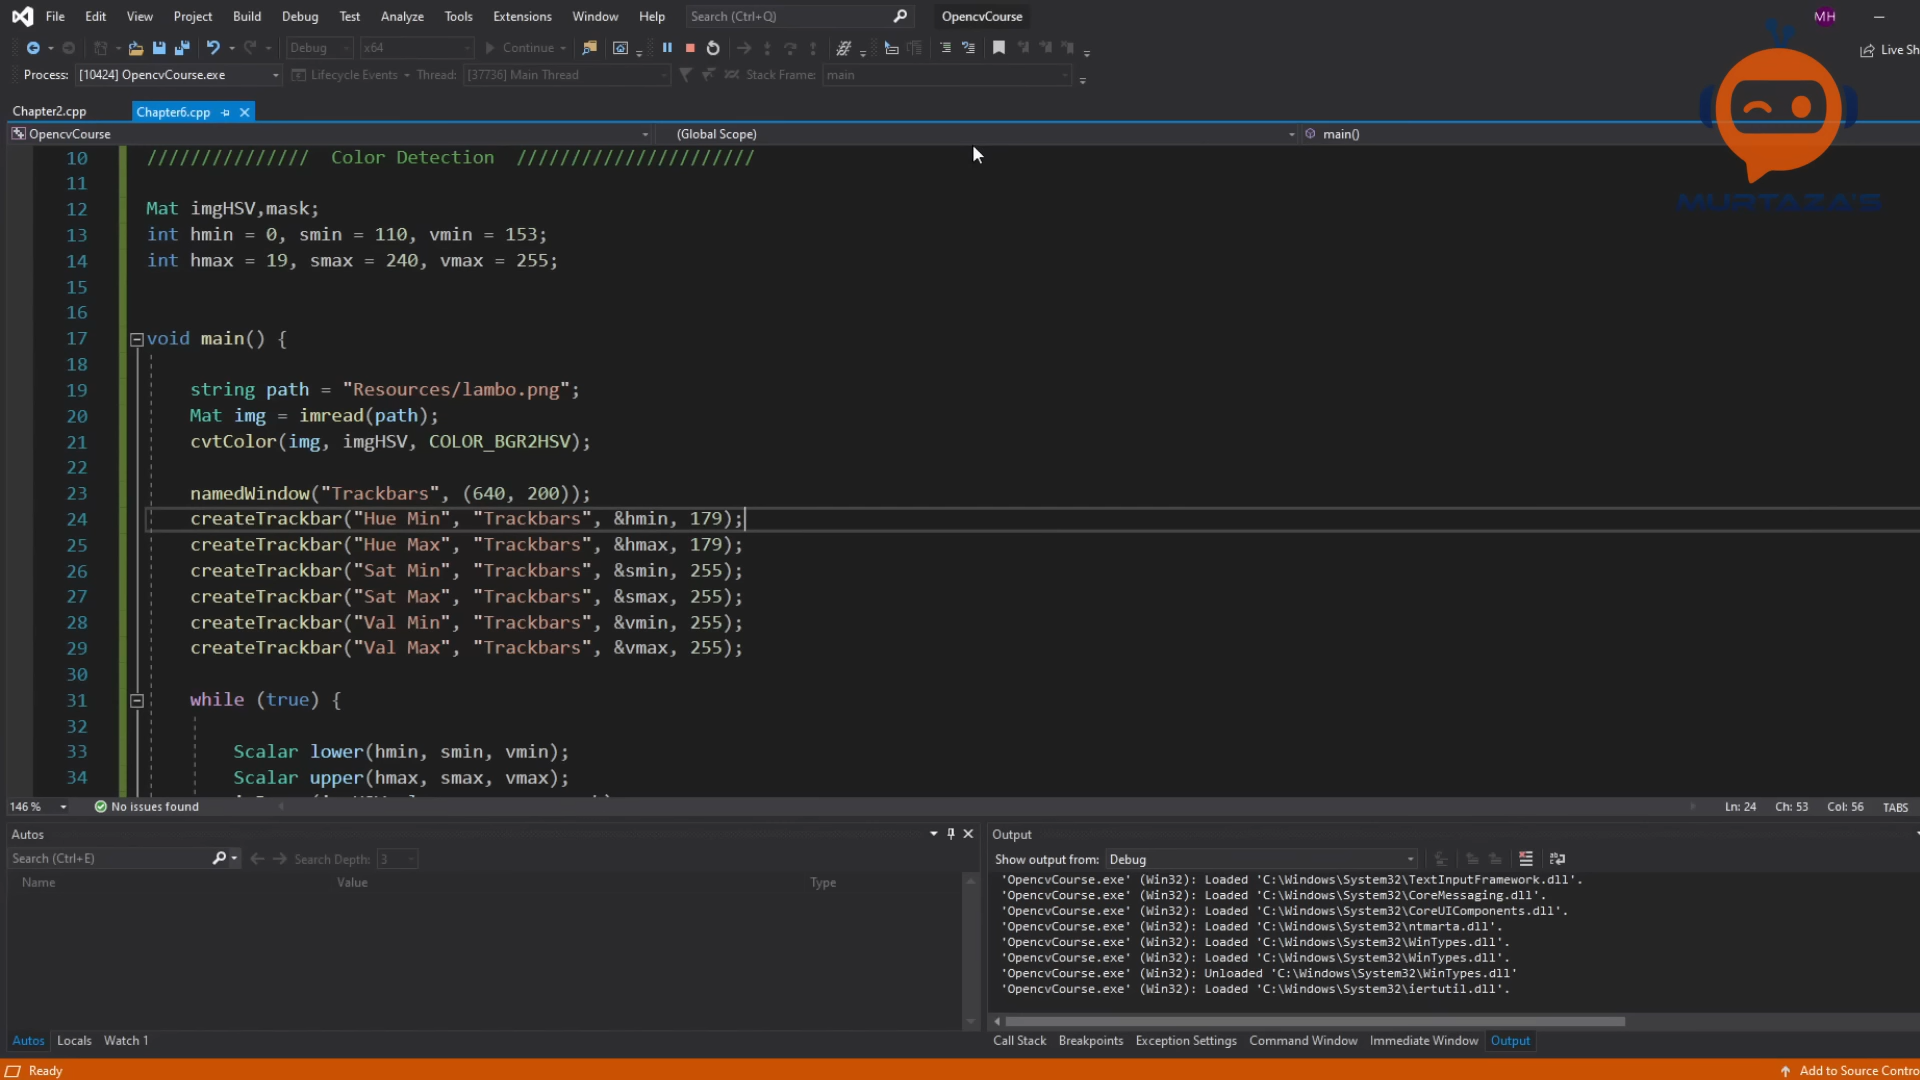 File Edit View Project Build Debug Test Analyze Tools Extensions Window Help Search (Ctrl+Q) OpencvCourse MH
Debug x64 Continue Live Sh
Process: [10424] OpencvCourse.exe Lifecycle Events Thread: [37736] Main Thread Stack Frame: main
Chapter2.cpp Chapter6.cpp
OpencvCourse (Global Scope) main()
MURTAZA'S
10 /////////////// Color Detection //////////////////////
11
12 Mat imgHSV,mask;
13 int hmin = 0, smin = 110, vmin = 153;
14 int hmax = 19, smax = 240, vmax = 255;
15
16
17 void main() {
18
19 string path = "Resources/lambo.png";
20 Mat img = imread(path);
21 cvtColor(img, imgHSV, COLOR_BGR2HSV);
22
23 namedWindow("Trackbars", (640, 200));
24 createTrackbar("Hue Min", "Trackbars", &hmin, 179);
25 createTrackbar("Hue Max", "Trackbars", &hmax, 179);
26 createTrackbar("Sat Min", "Trackbars", &smin, 255);
27 createTrackbar("Sat Max", "Trackbars", &smax, 255);
28 createTrackbar("Val Min", "Trackbars", &vmin, 255);
29 createTrackbar("Val Max", "Trackbars", &vmax, 255);
30
31 while (true) {
32
33 Scalar lower(hmin, smin, vmin);
34 Scalar upper(hmax, smax, vmax);
146 % No issues found Ln: 24 Ch: 53 Col: 56 TABS
Autos
Search (Ctrl+E) Search Depth: 3
Name Value Type
Output
Show output from: Debug
'OpencvCourse.exe' (Win32): Loaded 'C:\Windows\System32\TextInputFramework.dll'.
'OpencvCourse.exe' (Win32): Loaded 'C:\Windows\System32\CoreMessaging.dll'.
'OpencvCourse.exe' (Win32): Loaded 'C:\Windows\System32\CoreUIComponents.dll'.
'OpencvCourse.exe' (Win32): Loaded 'C:\Windows\System32\ntmarta.dll'.
'OpencvCourse.exe' (Win32): Loaded 'C:\Windows\System32\WinTypes.dll'.
'OpencvCourse.exe' (Win32): Loaded 'C:\Windows\System32\WinTypes.dll'.
'OpencvCourse.exe' (Win32): Unloaded 'C:\Windows\System32\WinTypes.dll'
'OpencvCourse.exe' (Win32): Loaded 'C:\Windows\System32\iertutil.dll'.
Autos Locals Watch 1
Call Stack Breakpoints Exception Settings Command Window Immediate Window Output
Ready Add to Source Contro